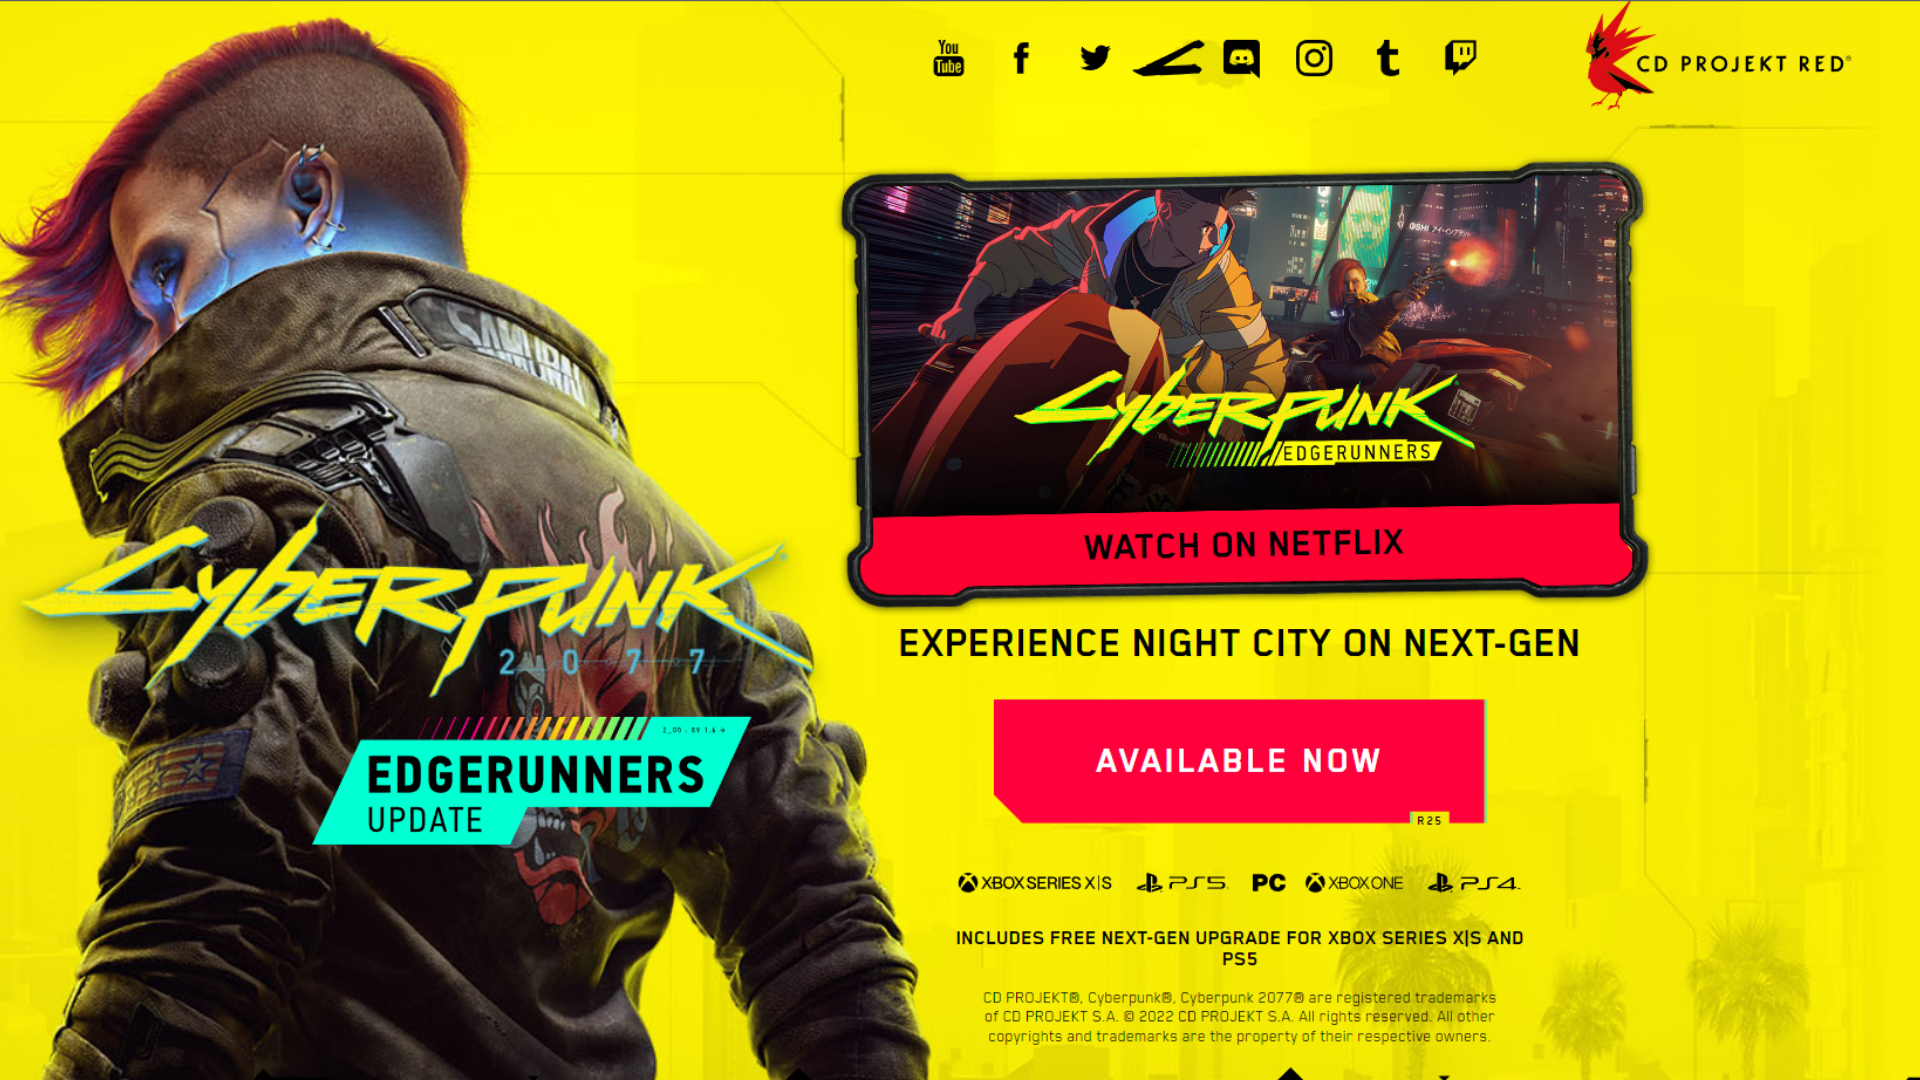 You
Tube
CD PROJEKT RED®
SAMURAI
CYBERPUNK
EDGERUNNERS
WATCH ON NETFLIX
CYBERPUNK
2077
EDGERUNNERS
UPDATE
EXPERIENCE NIGHT CITY ON NEXT-GEN
AVAILABLE NOW
R25
XBOX SERIES X|S PS5 PC XBOX ONE PS4
INCLUDES FREE NEXT-GEN UPGRADE FOR XBOX SERIES X|S AND
PS5
CD PROJEKT®, Cyberpunk®, Cyberpunk 2077® are registered trademarks
of CD PROJEKT S.A. © 2022 CD PROJEKT S.A. All rights reserved. All other
copyrights and trademarks are the property of their respective owners.